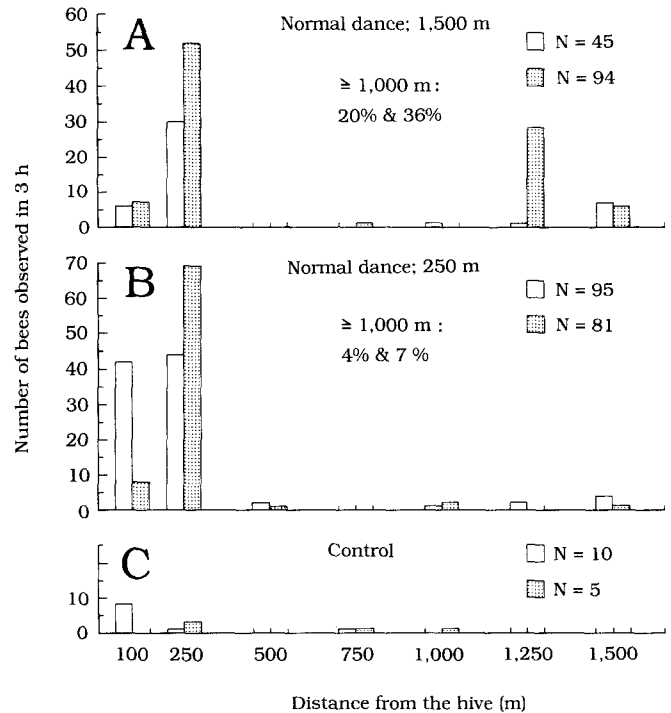 Number of bees observed in 3 h
A
Normal dance; 1,500 m
≧ 1,000 m :
20% & 36%
N = 45
N = 94
60
50
40
30
20
10
0
B
Normal dance; 250 m
≧ 1,000 m :
4% & 7 %
N = 95
N = 81
70
60
50
40
30
20
10
0
C
Control
N = 10
N = 5
10
0
100 250 500 750 1,000 1,250 1,500
Distance from the hive (m)